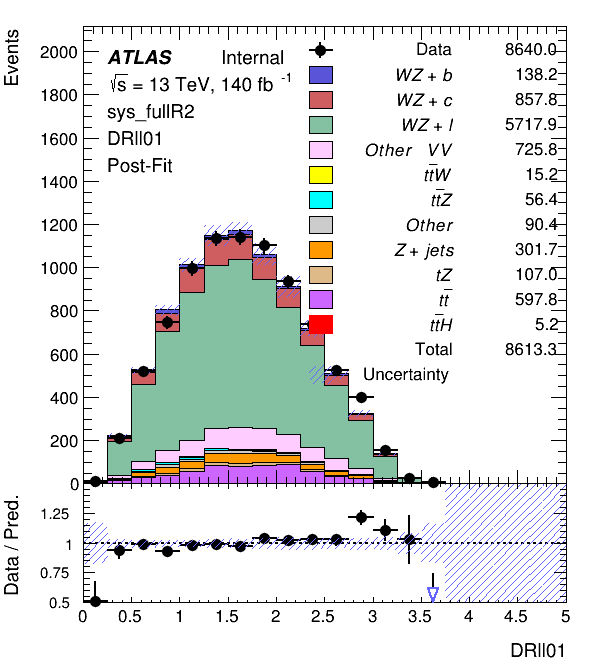 Events
2000
1800
1600
1400
1200
1000
800
600
400
200
0
ATLAS Internal
√s = 13 TeV, 140 fb⁻¹
sys_fullR2
DRll01
Post-Fit
Data 8640.0
WZ + b 138.2
WZ + c 857.8
WZ + l 5717.9
Other VV 725.8
tt̅W 15.2
tt̅Z 56.4
Other 90.4
Z + jets 301.7
tZ 107.0
tt̅ 597.8
tt̅H 5.2
Total 8613.3
Uncertainty
Data / Pred.
1.25
1
0.75
0.5
0 0.5 1 1.5 2 2.5 3 3.5 4 4.5 5
DRll01